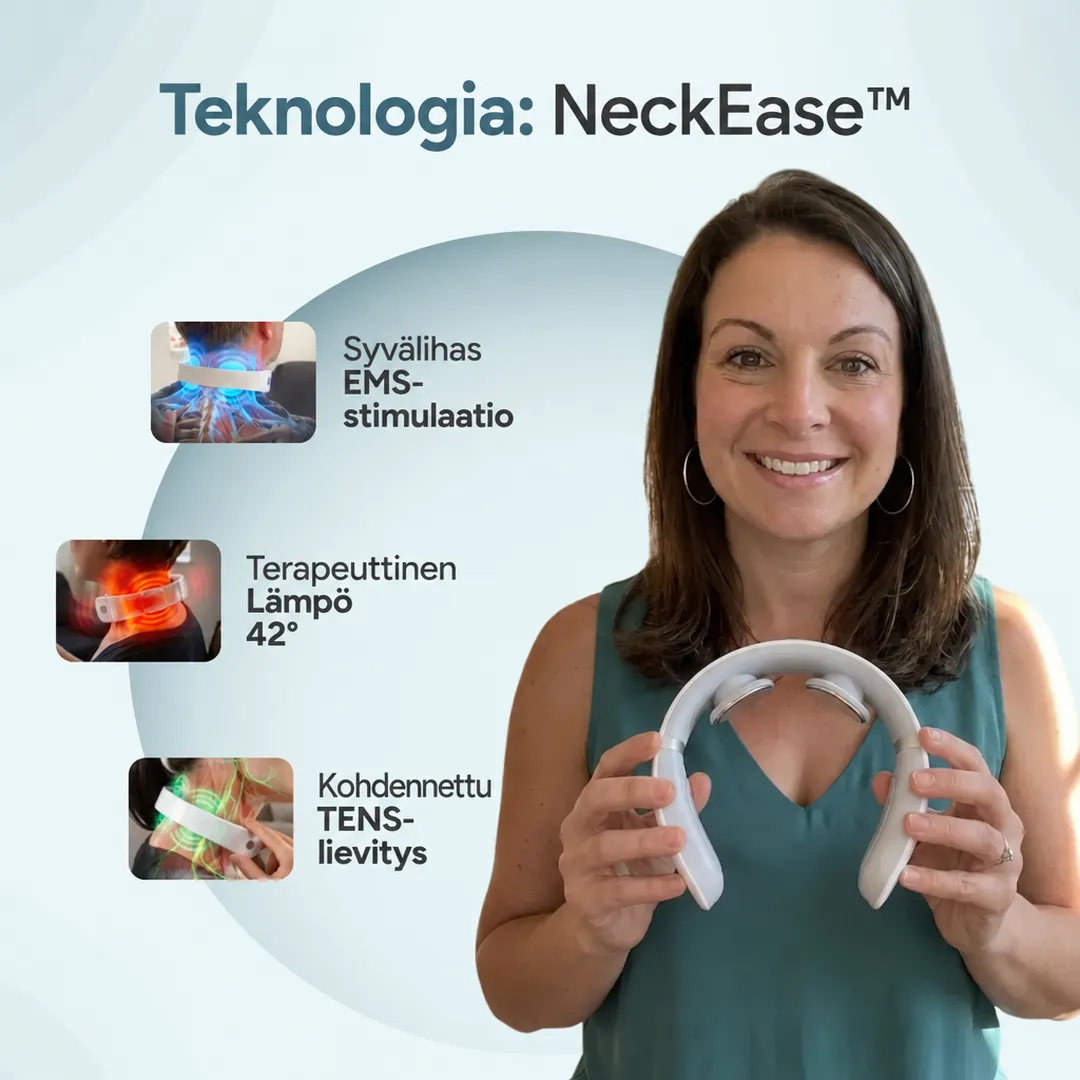 Teknologia: NeckEase™
Syvälihas
EMS-
stimulaatio
Terapeuttinen
Lämpö
42°
Kohdennettu
TENS-
lievitys